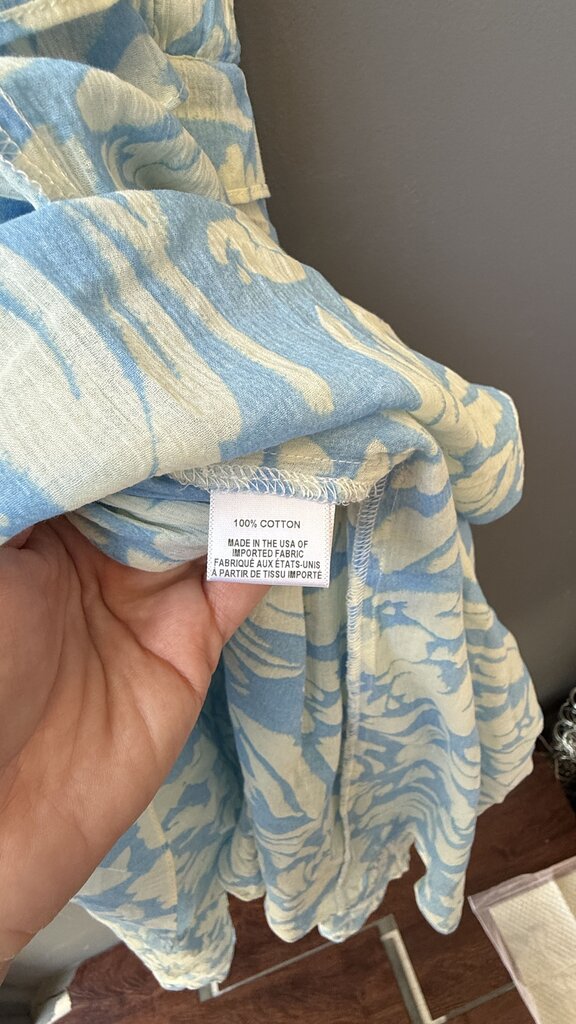 100% COTTON
MADE IN THE USA OF
IMPORTED FABRIC
FABRIQUÉ AUX ÉTATS-UNIS
À PARTIR DE TISSU IMPORTÉ